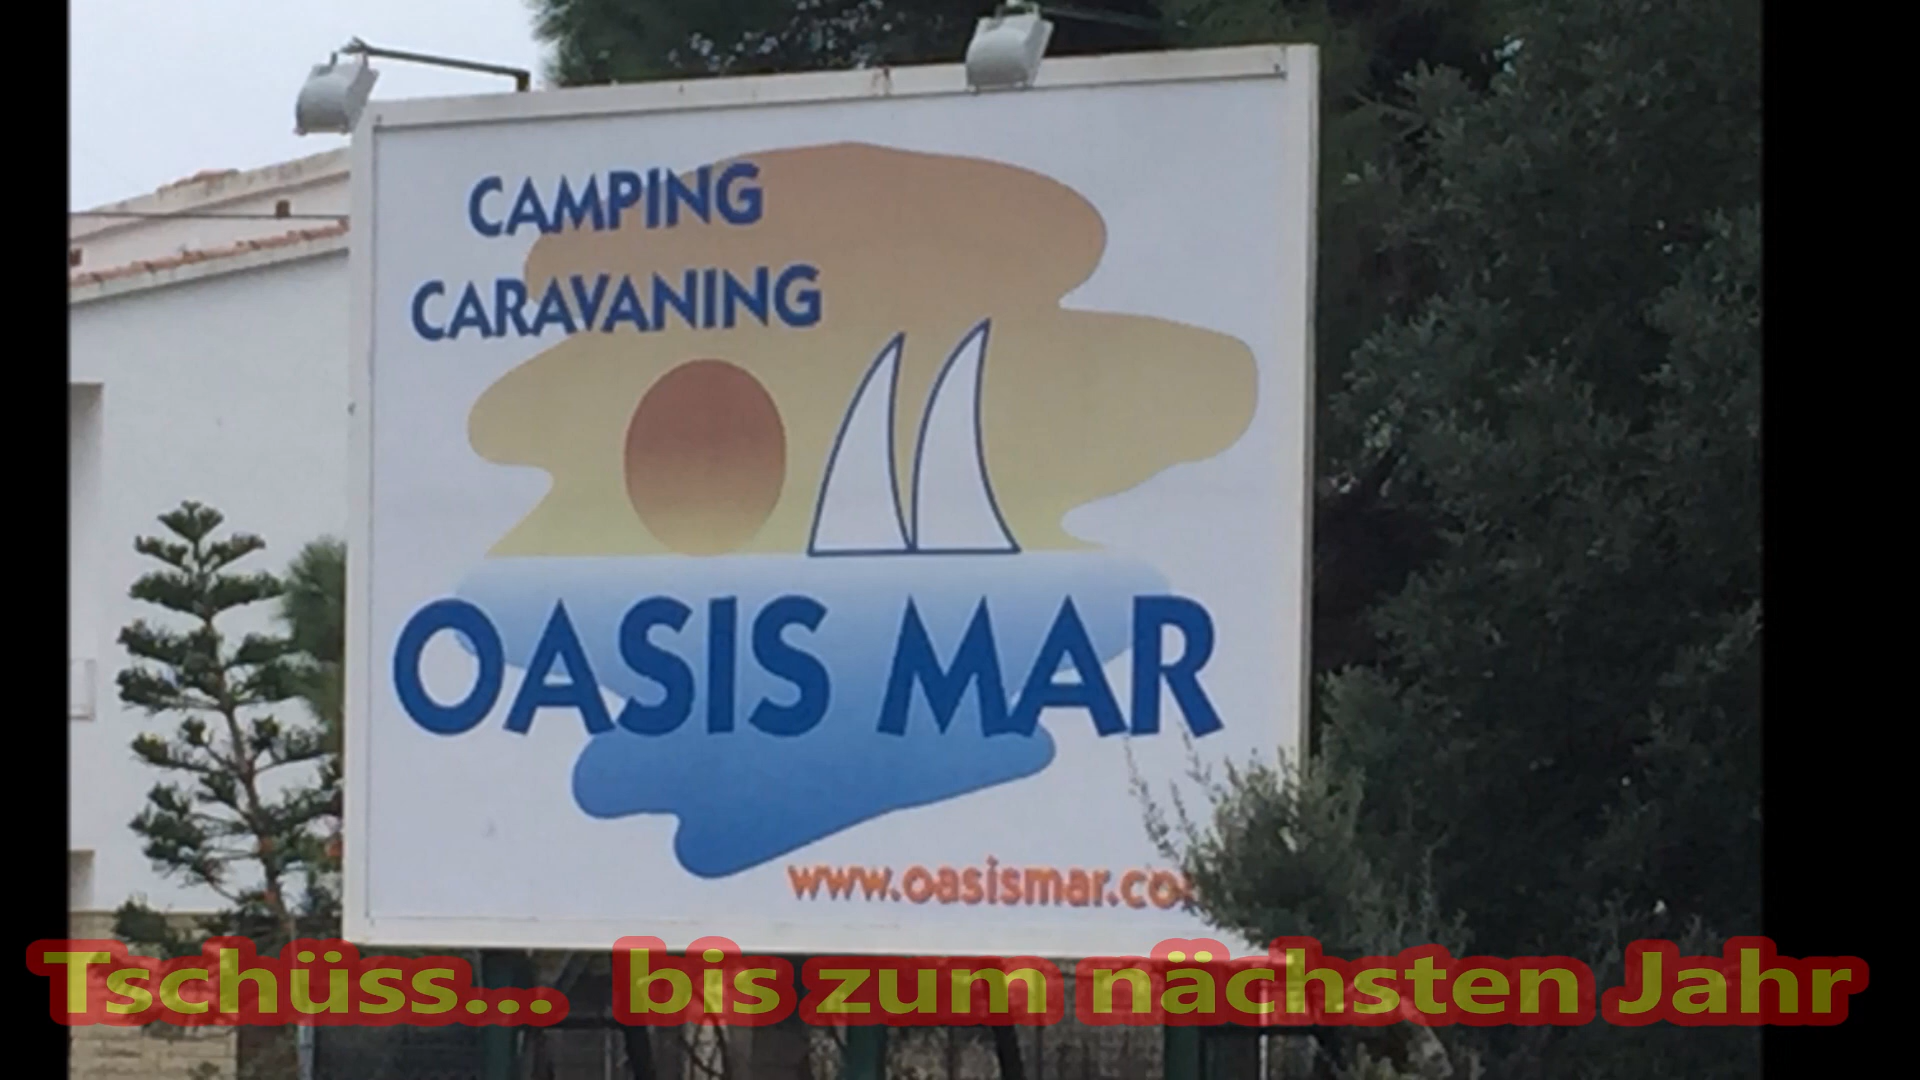 CAMPING
CARAVANING
OASIS MAR
www.oasismar.co
Tschüss... bis zum nächsten Jahr